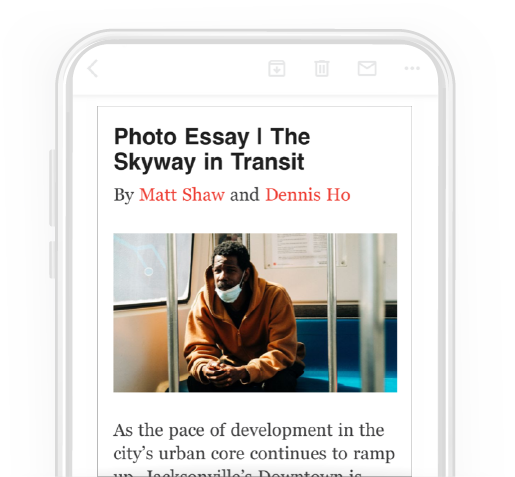 Photo Essay | The
Skyway in Transit
By Matt Shaw and Dennis Ho
As the pace of development in the
city’s urban core continues to ramp
up, Jacksonville’s Downtown is